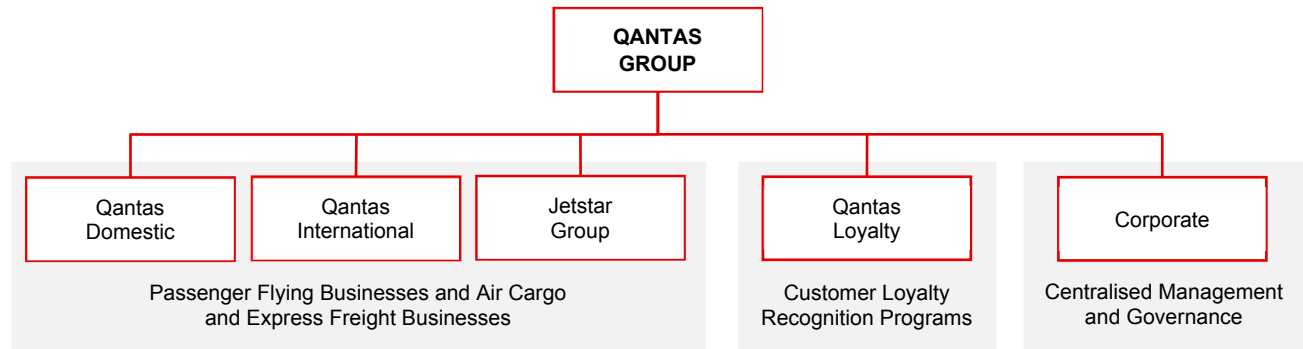 QANTAS
GROUP
Qantas
Domestic
Qantas
International
Jetstar
Group
Qantas
Loyalty
Corporate
Passenger Flying Businesses and Air Cargo
and Express Freight Businesses
Customer Loyalty
Recognition Programs
Centralised Management
and Governance